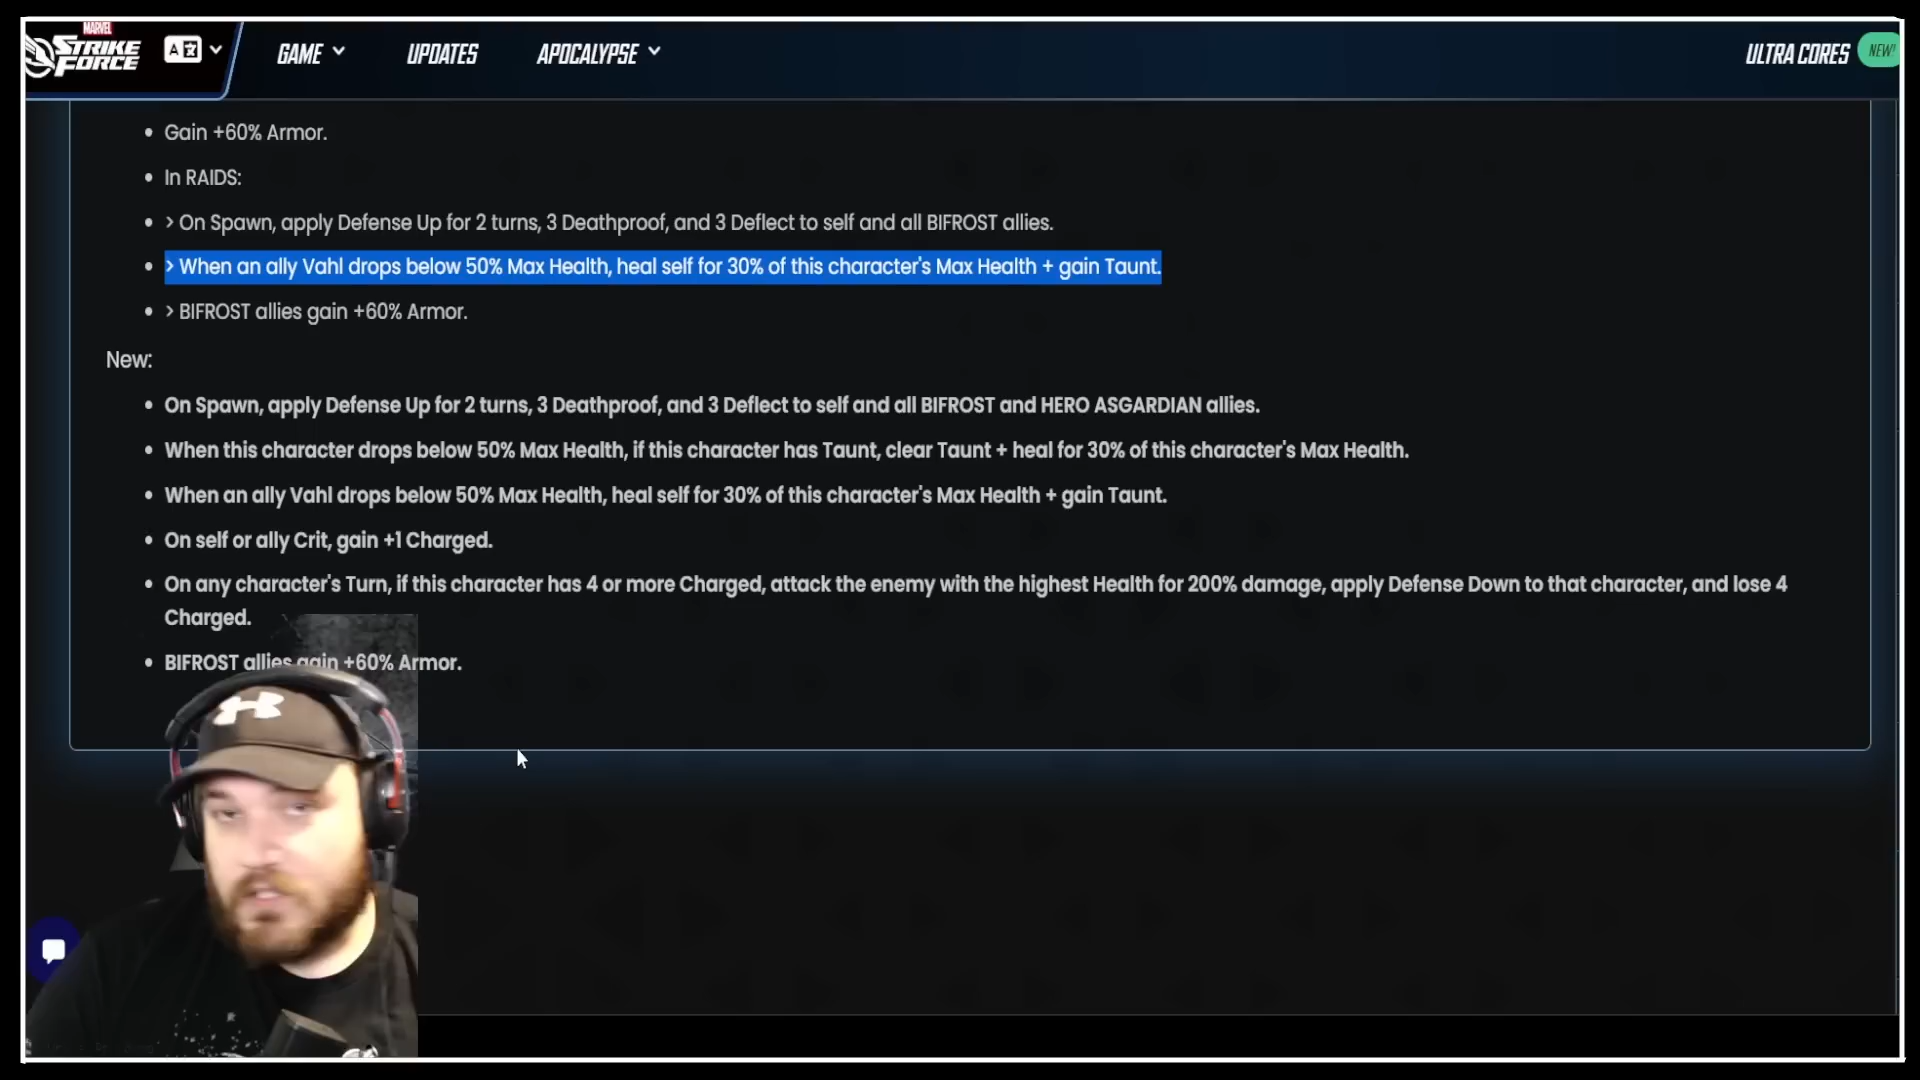 MARVEL
STRIKE
FORCE
A
GAME
UPDATES
APOCALYPSE
ULTRA CORES
NEW!
• Gain +60% Armor.
• In RAIDS:
• > On Spawn, apply Defense Up for 2 turns, 3 Deathproof, and 3 Deflect to self and all BIFROST allies.
• > When an ally Vahl drops below 50% Max Health, heal self for 30% of this character's Max Health + gain Taunt.
• > BIFROST allies gain +60% Armor.
New:
• On Spawn, apply Defense Up for 2 turns, 3 Deathproof, and 3 Deflect to self and all BIFROST and HERO ASGARDIAN allies.
• When this character drops below 50% Max Health, if this character has Taunt, clear Taunt + heal for 30% of this character's Max Health.
• When an ally Vahl drops below 50% Max Health, heal self for 30% of this character's Max Health + gain Taunt.
• On self or ally Crit, gain +1 Charged.
• On any character's Turn, if this character has 4 or more Charged, attack the enemy with the highest Health for 200% damage, apply Defense Down to that character, and lose 4
Charged.
• BIFROST allies gain +60% Armor.